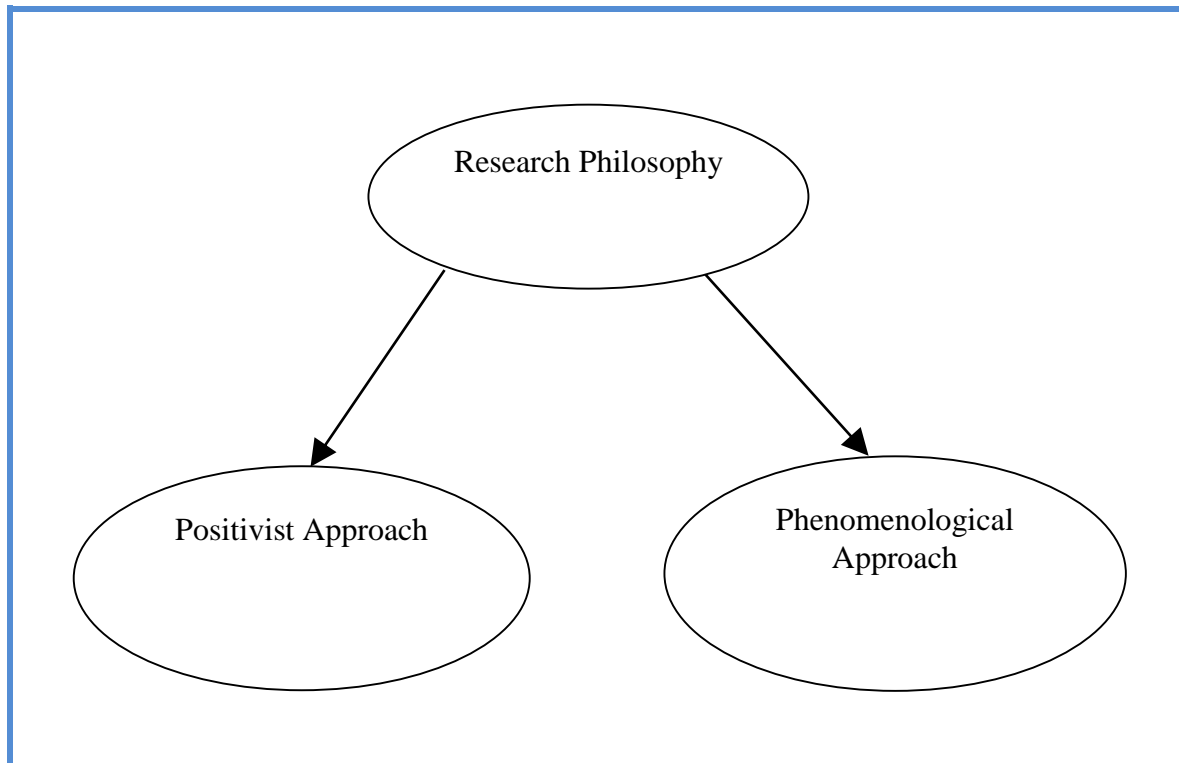 Research Philosophy
Positivist Approach
Phenomenological
Approach